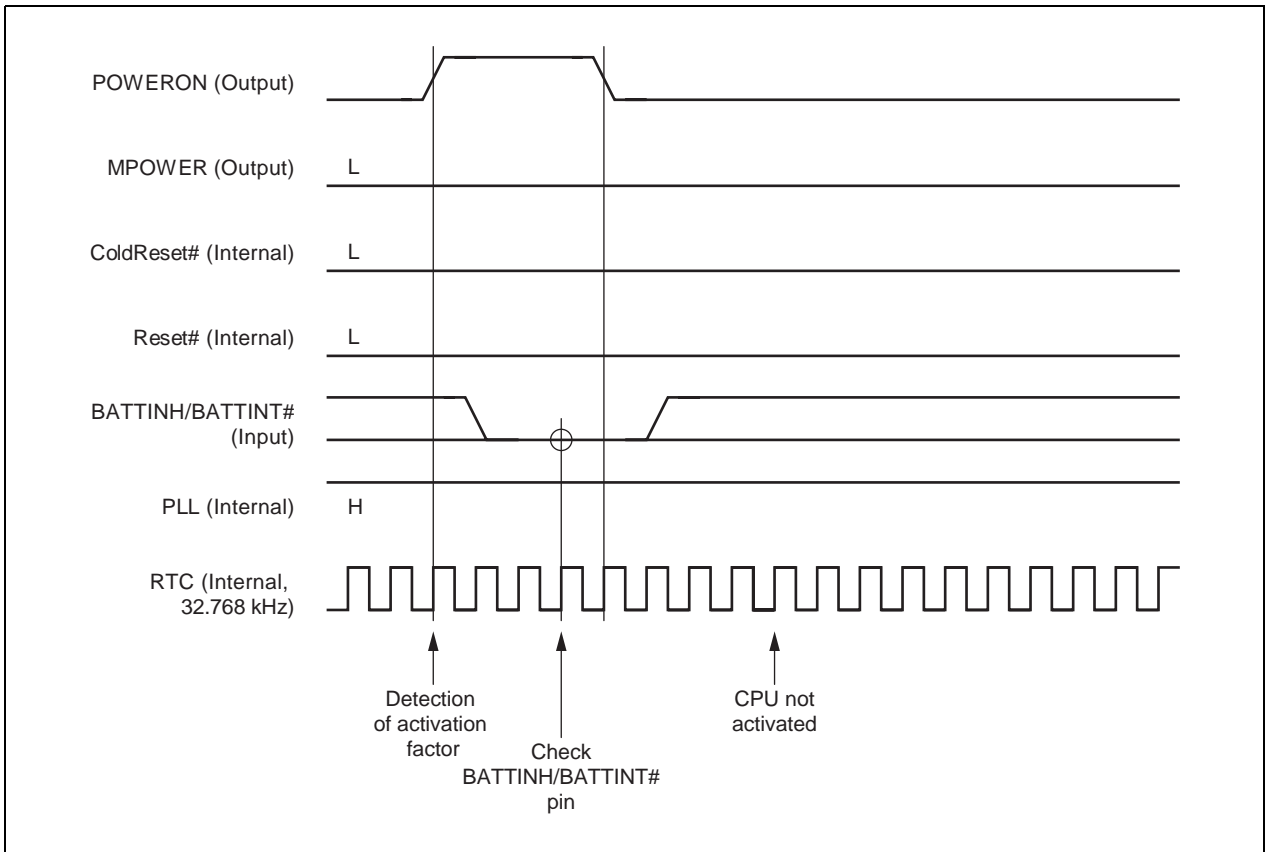 POWERON (Output)
MPOWER (Output)
L
ColdReset# (Internal)
L
Reset# (Internal)
L
BATTINH/BATTINT#
(Input)
PLL (Internal)
H
RTC (Internal,
32.768 kHz)
Detection
of activation
factor
Check
BATTINH/BATTINT#
pin
CPU not
activated